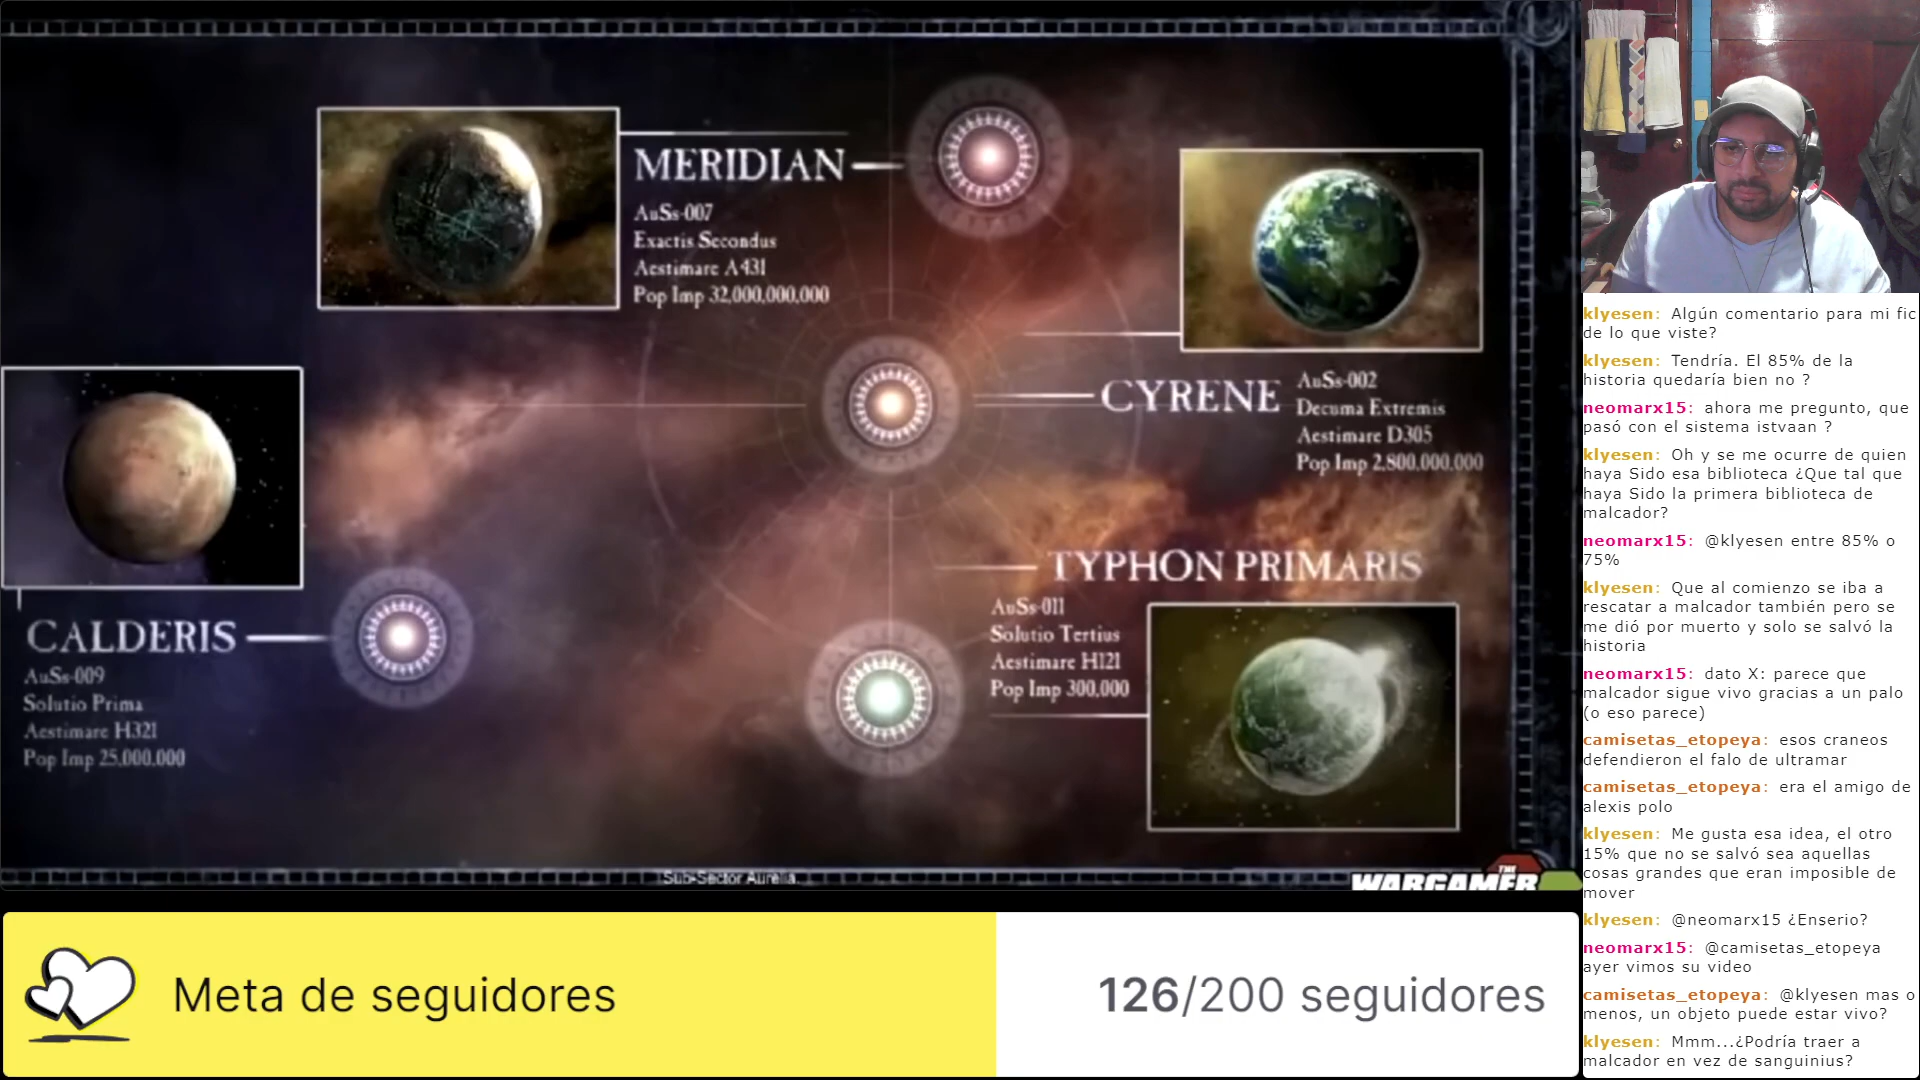 MERIDIAN
AuSs-007
Exactis Secondus
Aestimare A431
Pop Imp 32,000,000,000
CYRENE
AuSs-002
Decuma Extremis
Aestimare D305
Pop Imp 2,800,000,000
CALDERIS
AuSs-009
Solutio Prima
Aestimare H321
Pop Imp 25,000,000
TYPHON PRIMARIS
AuSs-011
Solutio Tertius
Aestimare H121
Pop Imp 300,000
Sub-Sector Aurelia
THE
WARGAMER
Meta de seguidores
126/200 seguidores
klyesen: Algún comentario para mi fic
de lo que viste?
klyesen: Tendría. El 85% de la
historia quedaría bien no ?
neomarx15: ahora me pregunto, que
pasó con el sistema istvaan ?
klyesen: Oh y se me ocurre de quien
haya Sido esa biblioteca ¿Que tal que
haya Sido la primera biblioteca de
malcador?
neomarx15: @klyesen entre 85% o
75%
klyesen: Que al comienzo se iba a
rescatar a malcador también pero se
me dió por muerto y solo se salvó la
historia
neomarx15: dato X: parece que
malcador sigue vivo gracias a un palo
(o eso parece)
camisetas_etopeya: esos craneos
defendieron el falo de ultramar
camisetas_etopeya: era el amigo de
alexis polo
klyesen: Me gusta esa idea, el otro
15% que no se salvó sea aquellas
cosas grandes que eran imposible de
mover
klyesen: @neomarx15 ¿Enserio?
neomarx15: @camisetas_etopeya
ayer vimos su video
camisetas_etopeya: @klyesen mas o
menos, un objeto puede estar vivo?
klyesen: Mmm...¿Podría traer a
malcador en vez de sanguinius?